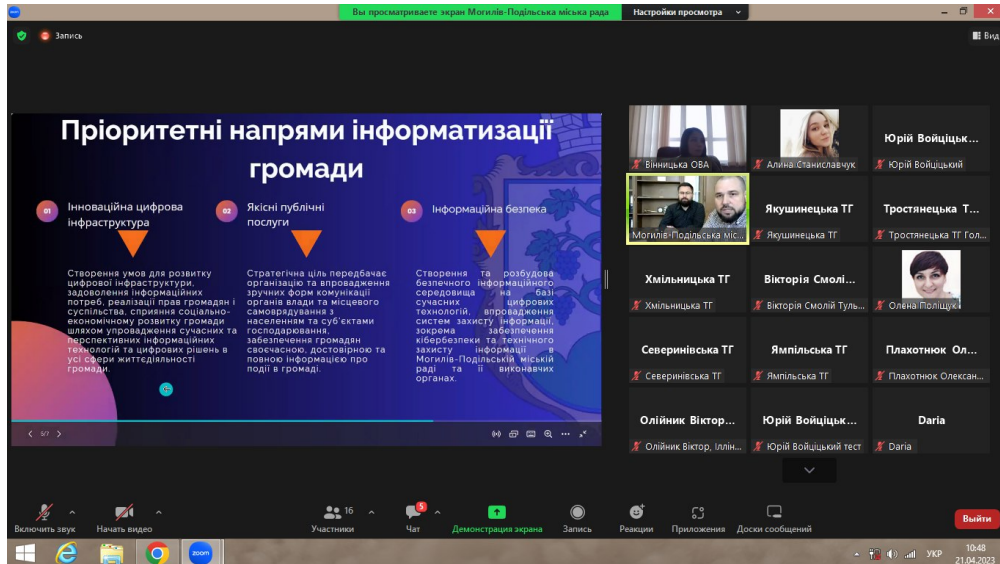 zoom
Вы просматриваете экран Могилів-Подільська міська рада
Настройки просмотра
Запись
Вид
Пріоритетні напрями інформатизації
громади
01
Інноваційна цифрова
інфраструктура
02
Якісні публічні
послуги
03
Інформаційна безпека
Створення умов для розвитку
цифрової інфраструктури,
задоволення інформаційних
потреб, реалізації прав громадян і
суспільства, сприяння соціально-
економічному розвитку громади
шляхом упровадження сучасних та
перспективних інформаційних
технологій та цифрових рішень в
усі сфери життєдіяльності
громади.
Стратегічна ціль передбачає
організацію та впровадження
зручних форм комунікації
органів влади та місцевого
самоврядування з
населенням та суб'єктами
господарювання,
забезпечення громадян
своєчасною, достовірною та
повною інформацією про
події в громаді.
Створення та розбудова
безпечного інформаційного
середовища на базі
сучасних цифрових
технологій, впровадження
систем захисту інформації,
зокрема забезпечення
кібербезпеки та технічного
захисту інформації в
Могилів-Подільській міській
раді та її виконавчих
органах.
5/7
Вінницька ОВА
Алина Станиславчук
Юрій Войціцьк...
Юрій Войціцький
Могилів-Подільська міс...
Якушинецька ТГ
Якушинецька ТГ
Тростянецька Т...
Тростянецька ТГ Гол...
Хмільницька ТГ
Хмільницька ТГ
Вікторія Смолі...
Вікторія Смолій Туль...
Олена Поліщук
Северинівська ТГ
Северинівська ТГ
Ямпільська ТГ
Ямпільська ТГ
Плахотнюк Ол...
Плахотнюк Олексан...
Олійник Віктор...
Олійник Віктор, Іллін...
Юрій Войціцьк...
Юрій Войціцький тест
Daria
Daria
Включить звук
Начать видео
16
Участники
5
Чат
Демонстрация экрана
Запись
Реакции
Приложения
Доски сообщений
Выйти
zoom
УКР
10:48
21.04.2023